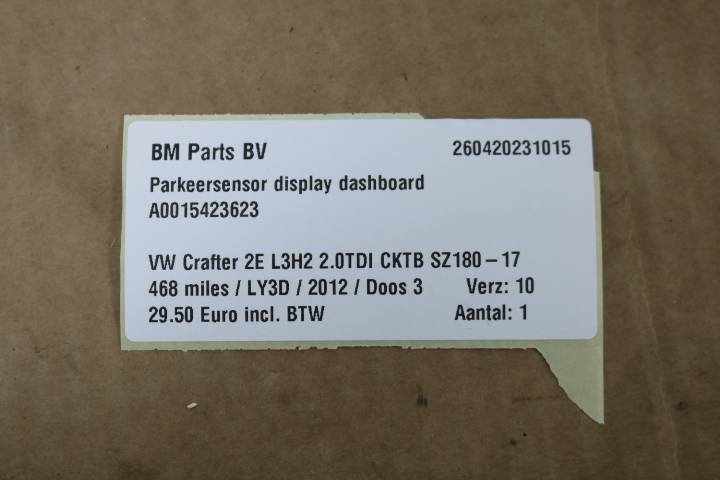 BM Parts BV 260420231015
Parkeersensor display dashboard
A0015423623
VW Crafter 2E L3H2 2.0TDI CKTB SZ180-17
468 miles / LY3D / 2012 / Doos 3 Verz: 10
29.50 Euro incl. BTW Aantal: 1